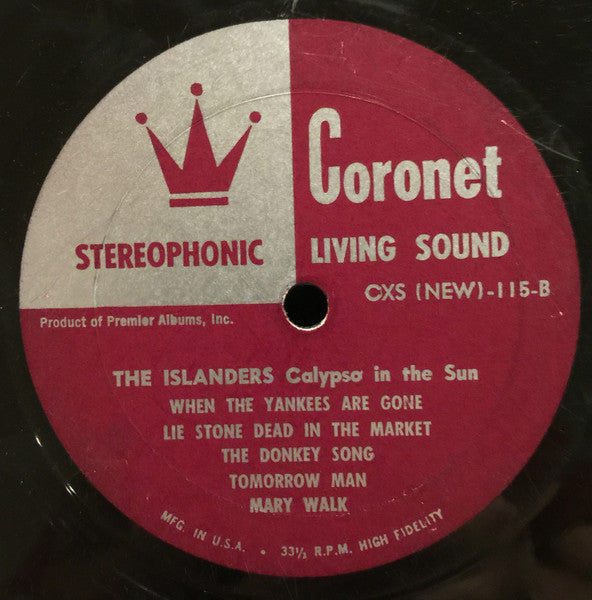 Coronet
STEREOPHONIC LIVING SOUND
CXS (NEW)-115-B
Product of Premier Albums, Inc.
THE ISLANDERS Calypso in the Sun
WHEN THE YANKEES ARE GONE
LIE STONE DEAD IN THE MARKET
THE DONKEY SONG
TOMORROW MAN
MARY WALK
MFG. IN U.S.A. • 33⅓ R.P.M. HIGH FIDELITY